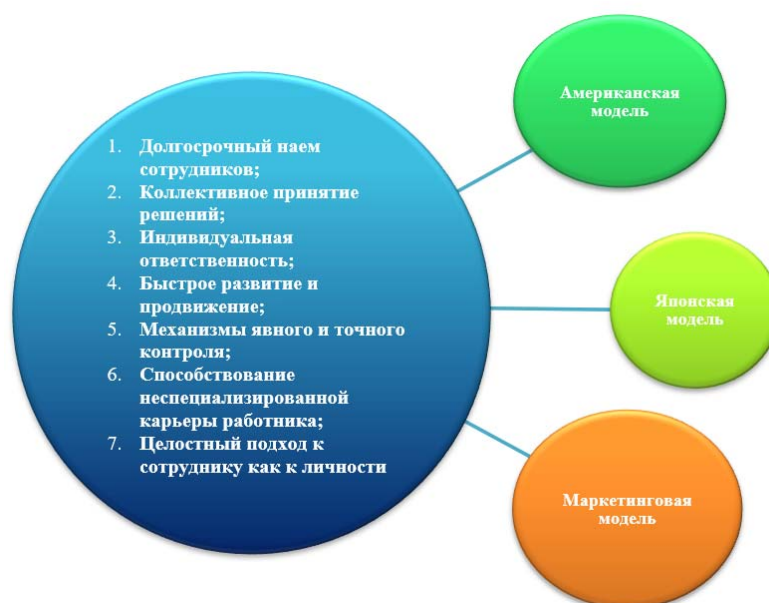 1. Долгосрочный наем
сотрудников;
2. Коллективное принятие
решений;
3. Индивидуальная
ответственность;
4. Быстрое развитие и
продвижение;
5. Механизмы явного и точного
контроля;
6. Способствование
неспециализированной
карьеры работника;
7. Целостный подход к
сотруднику как к личности
Американская
модель
Японская
модель
Маркетинговая
модель